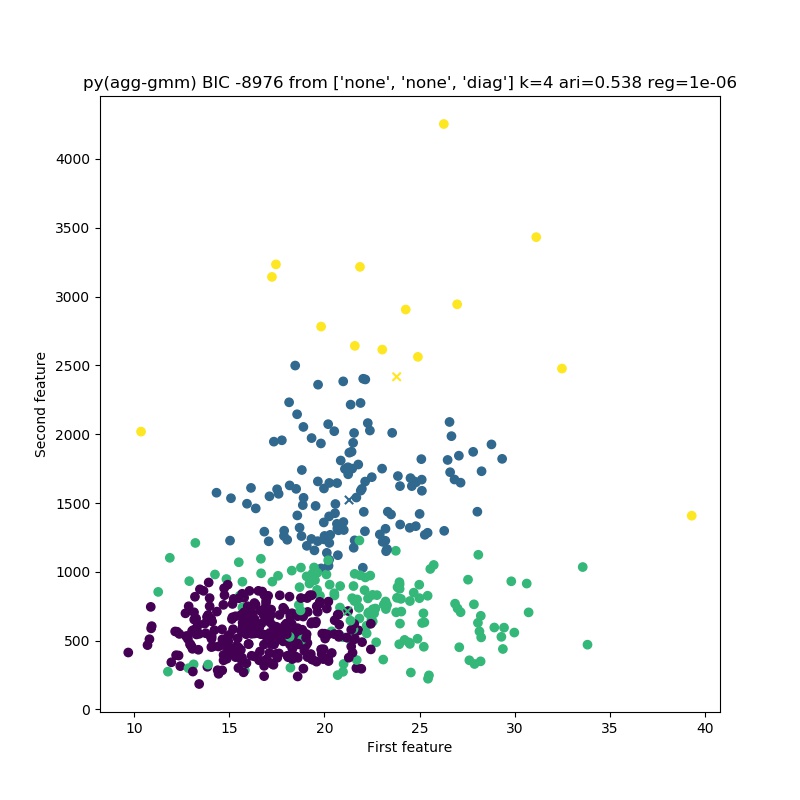 py(agg-gmm) BIC -8976 from ['none', 'none', 'diag'] k=4 ari=0.538 reg=1e-06
4000
3500
3000
2500
2000
1500
1000
500
0
Second feature
10 15 20 25 30 35 40
First feature